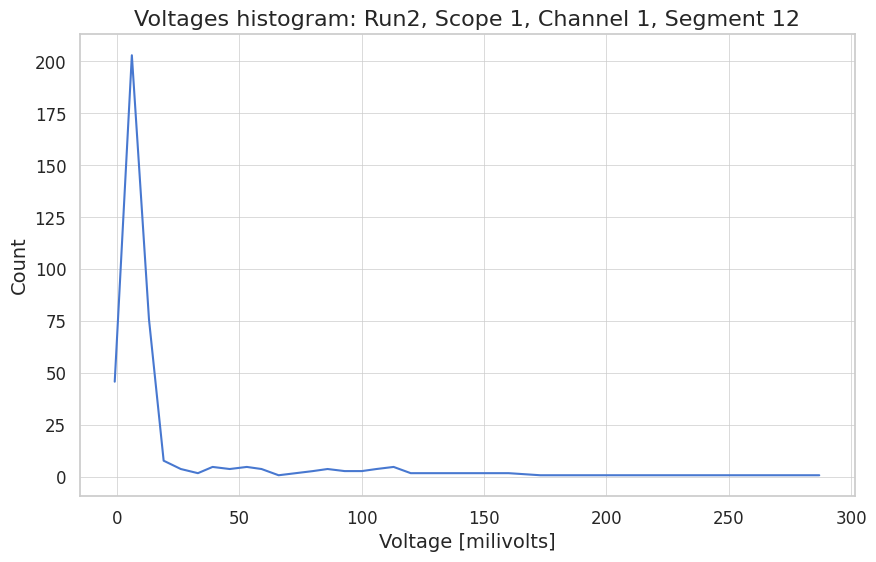 Voltages histogram: Run2, Scope 1, Channel 1, Segment 12
200
175
150
125
100
75
50
25
0
Count
0 50 100 150 200 250 300
Voltage [milivolts]